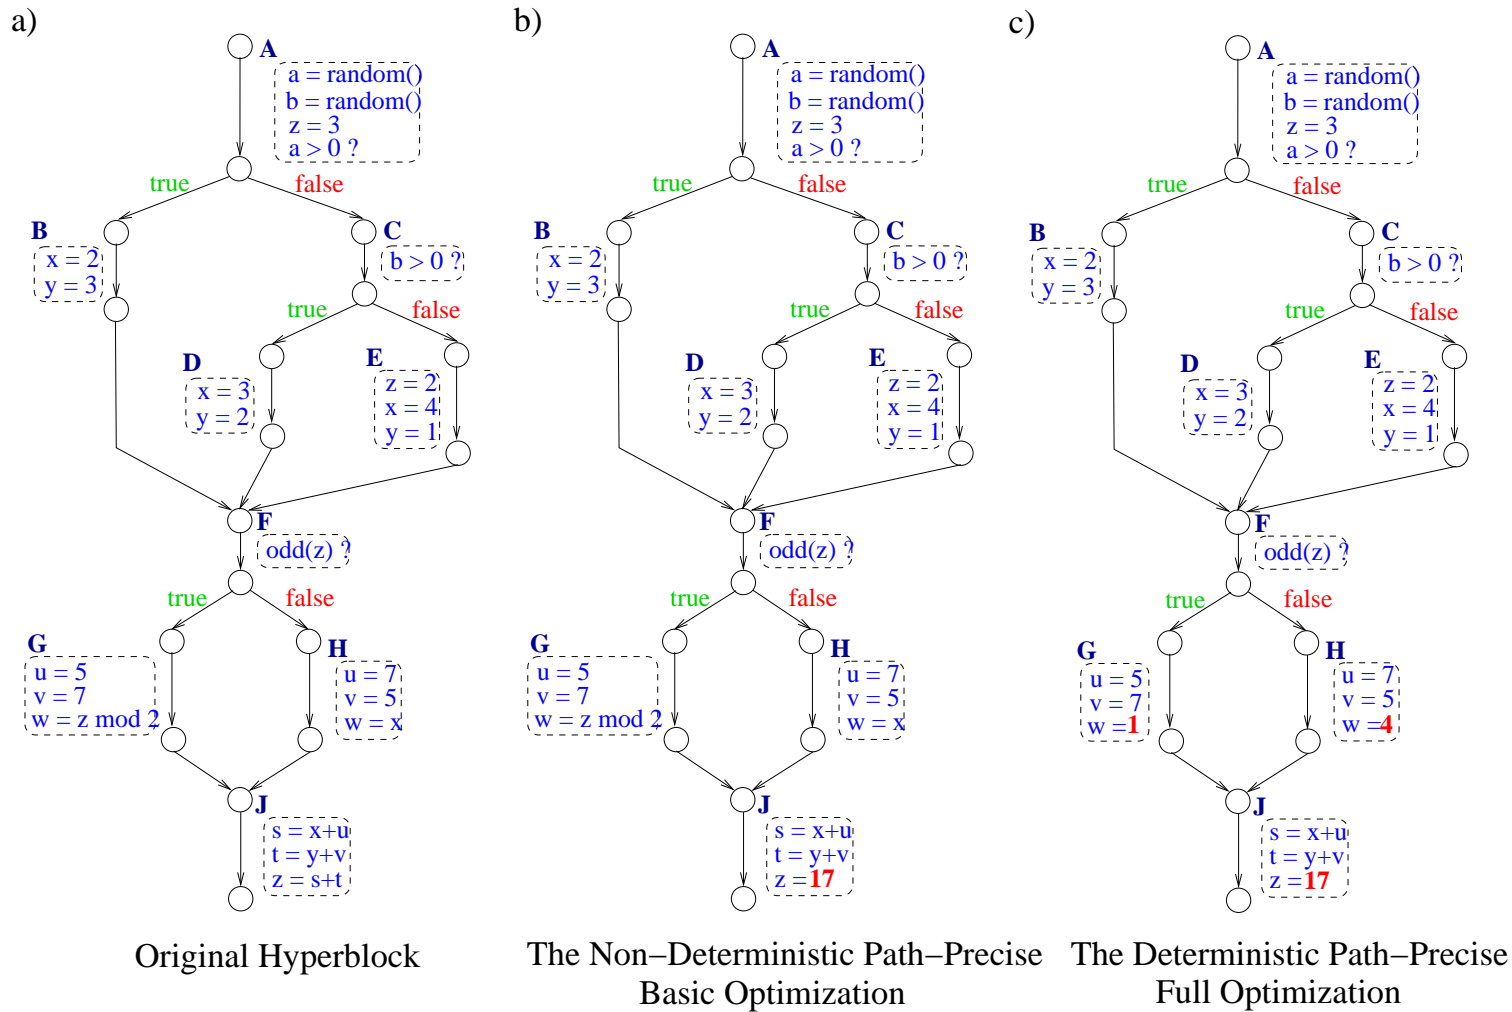 a)
A
a = random()
b = random()
z = 3
a > 0 ?
true
false
B
x = 2
y = 3
C
b > 0 ?
true
false
D
x = 3
y = 2
E
z = 2
x = 4
y = 1
F
odd(z) ?
true
false
G
u = 5
v = 7
w = z mod 2
H
u = 7
v = 5
w = x
J
s = x+u
t = y+v
z = s+t
Original Hyperblock
b)
A
a = random()
b = random()
z = 3
a > 0 ?
true
false
B
x = 2
y = 3
C
b > 0 ?
true
false
D
x = 3
y = 2
E
z = 2
x = 4
y = 1
F
odd(z) ?
true
false
G
u = 5
v = 7
w = z mod 2
H
u = 7
v = 5
w = x
J
s = x+u
t = y+v
z =17
The Non−Deterministic Path−Precise
Basic Optimization
c)
A
a = random()
b = random()
z = 3
a > 0 ?
true
false
B
x = 2
y = 3
C
b > 0 ?
true
false
D
x = 3
y = 2
E
z = 2
x = 4
y = 1
F
odd(z) ?
true
false
G
u = 5
v = 7
w =1
H
u = 7
v = 5
w =4
J
s = x+u
t = y+v
z =17
The Deterministic Path−Precise
Full Optimization